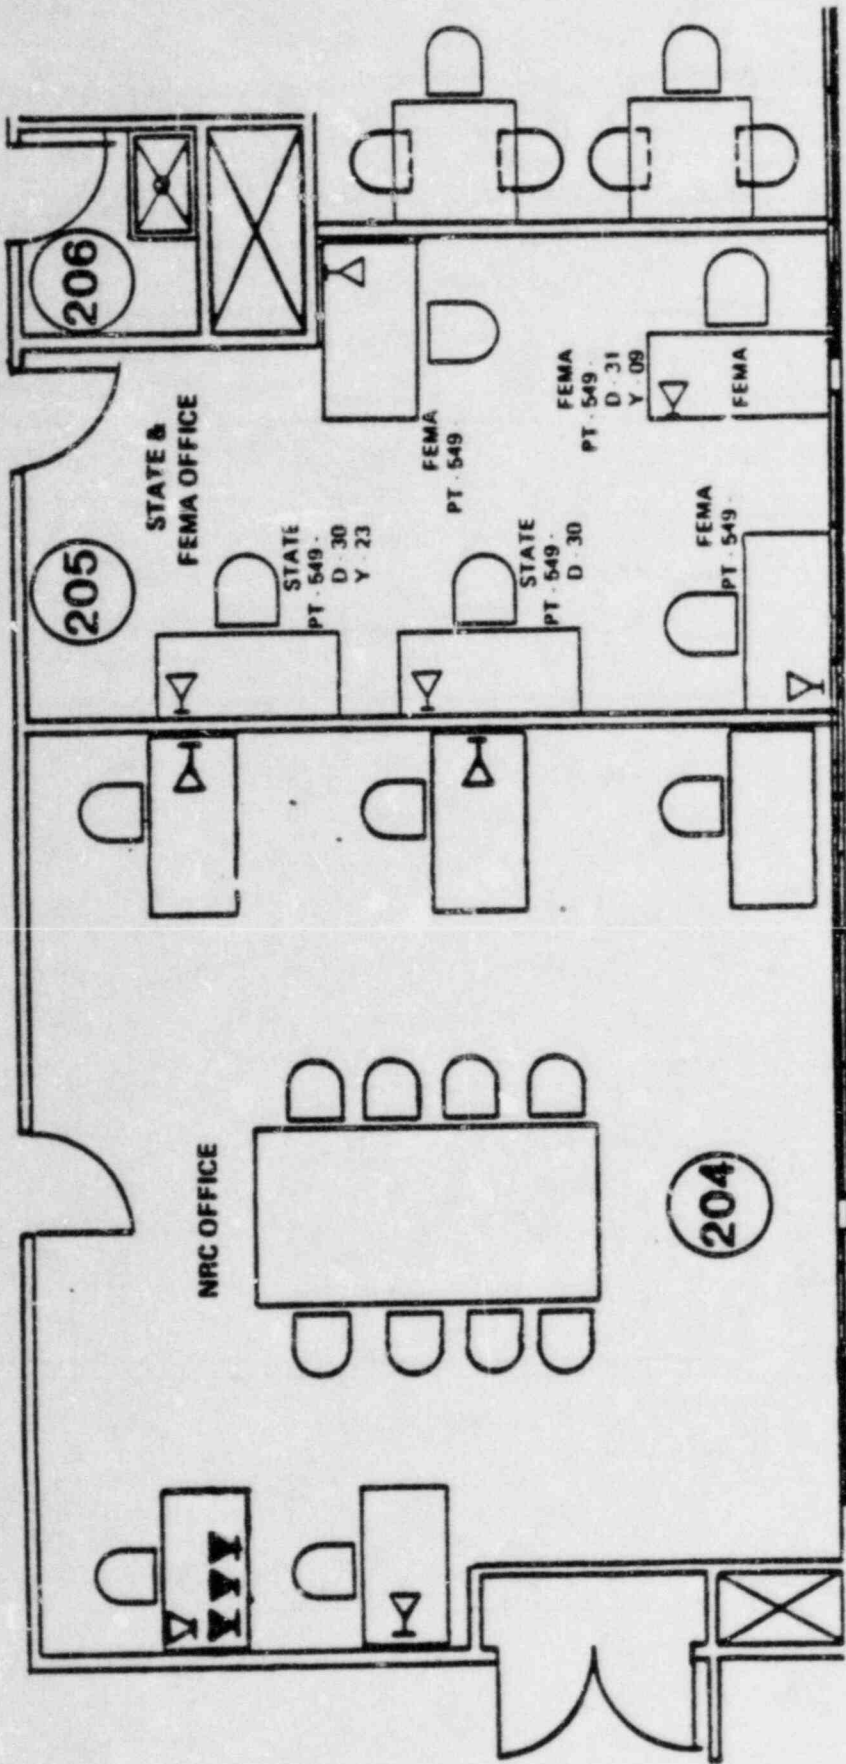 206
205
STATE &
FEMA OFFICE
STATE
PT - 549 -
D - 30
Y - 23
FEMA
PT - 549 -
STATE
PT - 549 -
D - 30
FEMA
PT - 549 -
D - 31
Y - 09
FEMA
FEMA
PT - 549 -
NRC OFFICE
204